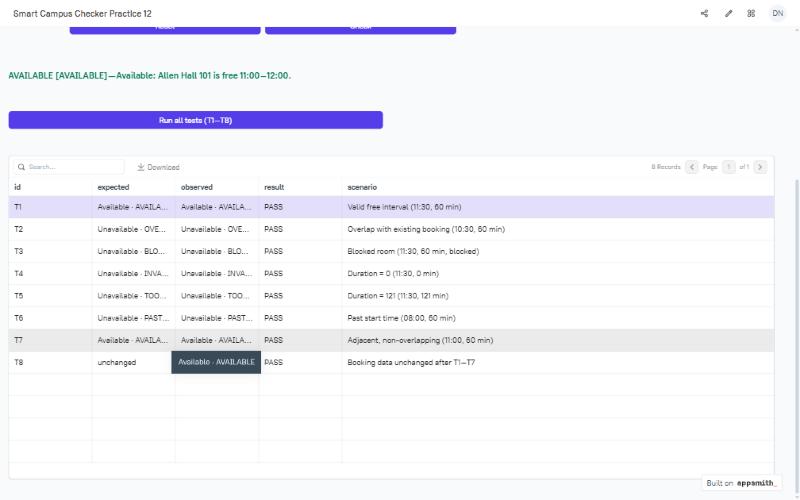 Smart Campus Checker Practice 12
DN
Reset Check
AVAILABLE [AVAILABLE] — Available: Allen Hall 101 is free 11:00–12:00.
Run all tests (T1–T8)
Search... Download 8 Records Page 1 of 1
id expected observed result scenario
T1 Available · AVAILA... Available · AVAILA... PASS Valid free interval (11:30, 60 min)
T2 Unavailable · OVE... Unavailable · OVE... PASS Overlap with existing booking (10:30, 60 min)
T3 Unavailable · BLO... Unavailable · BLO... PASS Blocked room (11:30, 60 min, blocked)
T4 Unavailable · INVA... Unavailable · INVA... PASS Duration = 0 (11:30, 0 min)
T5 Unavailable · TOO... Unavailable · TOO... PASS Duration = 121 (11:30, 121 min)
T6 Unavailable · PAST... Unavailable · PAST... PASS Past start time (08:00, 60 min)
T7 Available · AVAILA... Available · AVAILA... PASS Adjacent, non-overlapping (11:00, 60 min)
T8 unchanged Available · AVAILABLE PASS Booking data unchanged after T1–T7
Built on appsmith_